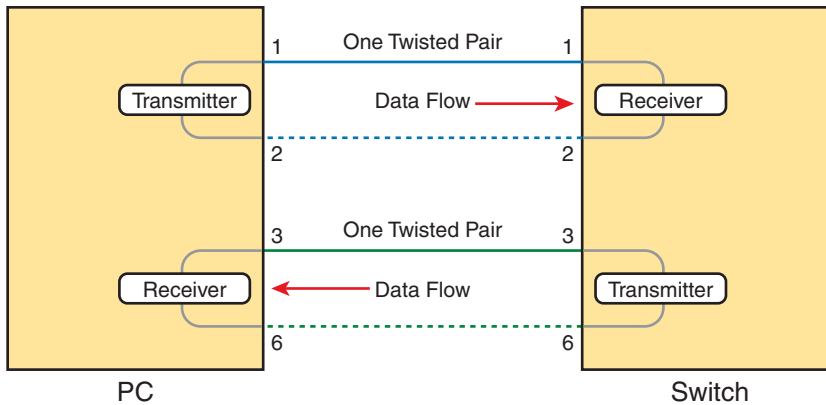 1 One Twisted Pair 1
Transmitter Data Flow Receiver
2 2
3 One Twisted Pair 3
Receiver Data Flow Transmitter
6 6
PC Switch